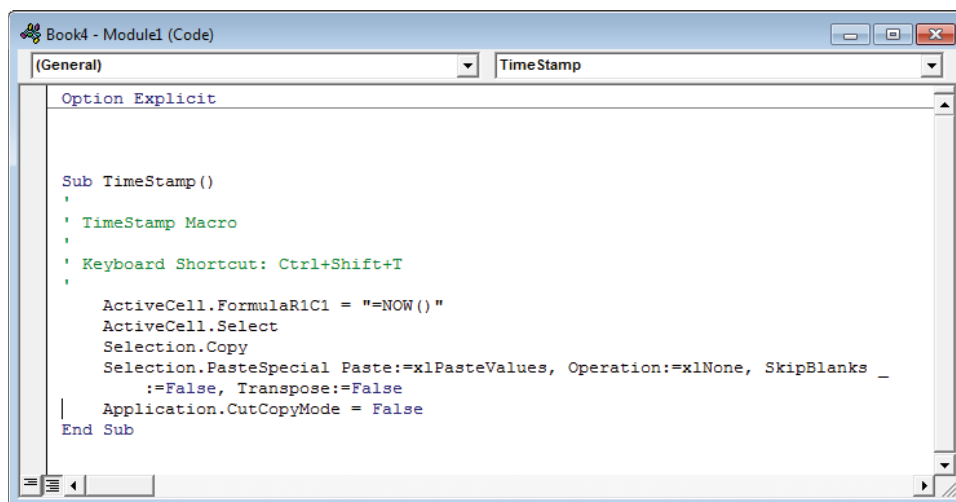 Book4 - Module1 (Code)
(General) TimeStamp
Option Explicit
Sub TimeStamp()
'
' TimeStamp Macro
'
' Keyboard Shortcut: Ctrl+Shift+T
'
    ActiveCell.FormulaR1C1 = "=NOW()"
    ActiveCell.Select
    Selection.Copy
    Selection.PasteSpecial Paste:=xlPasteValues, Operation:=xlNone, SkipBlanks _
        :=False, Transpose:=False
    Application.CutCopyMode = False
End Sub